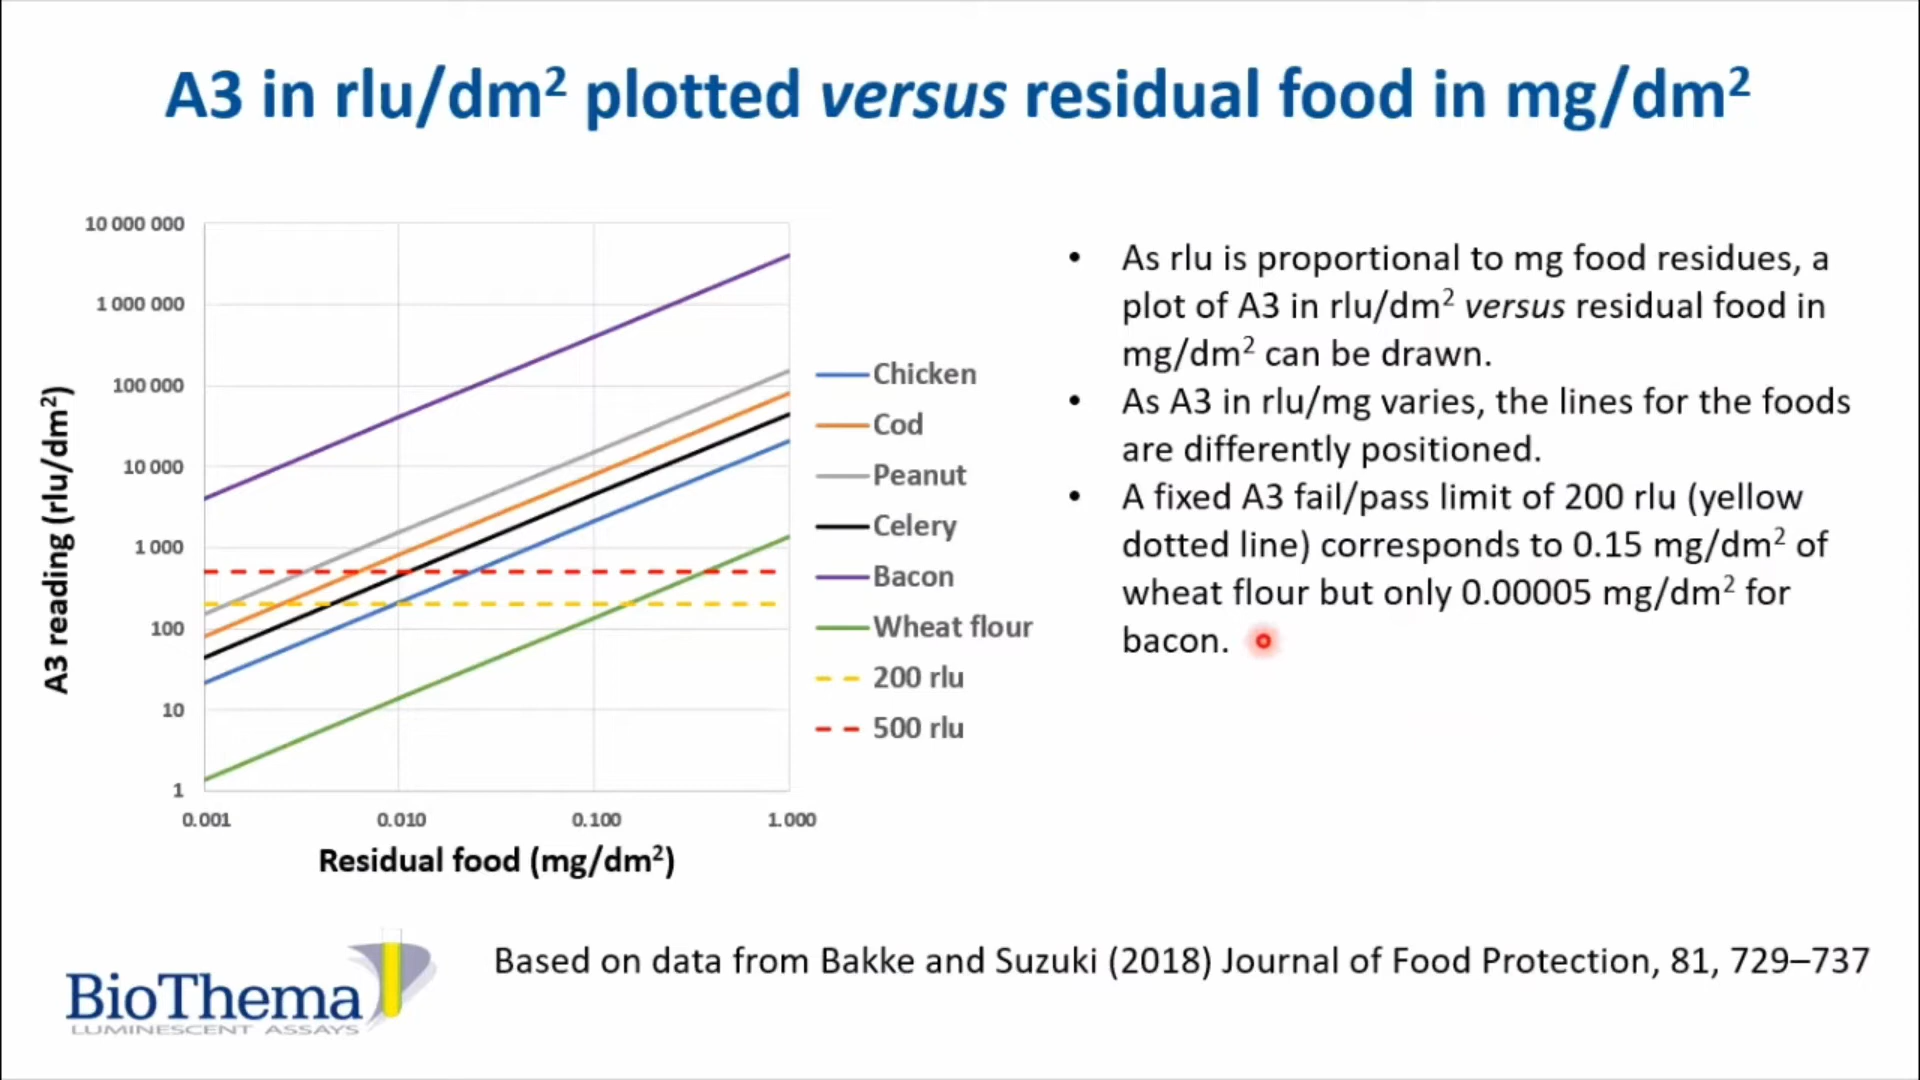 A3 in rlu/dm² plotted versus residual food in mg/dm²
10 000 000
1 000 000
100 000
10 000
1 000
100
10
1
A3 reading (rlu/dm²)
0.001 0.010 0.100 1.000
Residual food (mg/dm²)
Chicken
Cod
Peanut
Celery
Bacon
Wheat flour
200 rlu
500 rlu
• As rlu is proportional to mg food residues, a
plot of A3 in rlu/dm² versus residual food in
mg/dm² can be drawn.
• As A3 in rlu/mg varies, the lines for the foods
are differently positioned.
• A fixed A3 fail/pass limit of 200 rlu (yellow
dotted line) corresponds to 0.15 mg/dm² of
wheat flour but only 0.00005 mg/dm² for
bacon.
BioThema
LUMINESCENT ASSAYS
Based on data from Bakke and Suzuki (2018) Journal of Food Protection, 81, 729–737